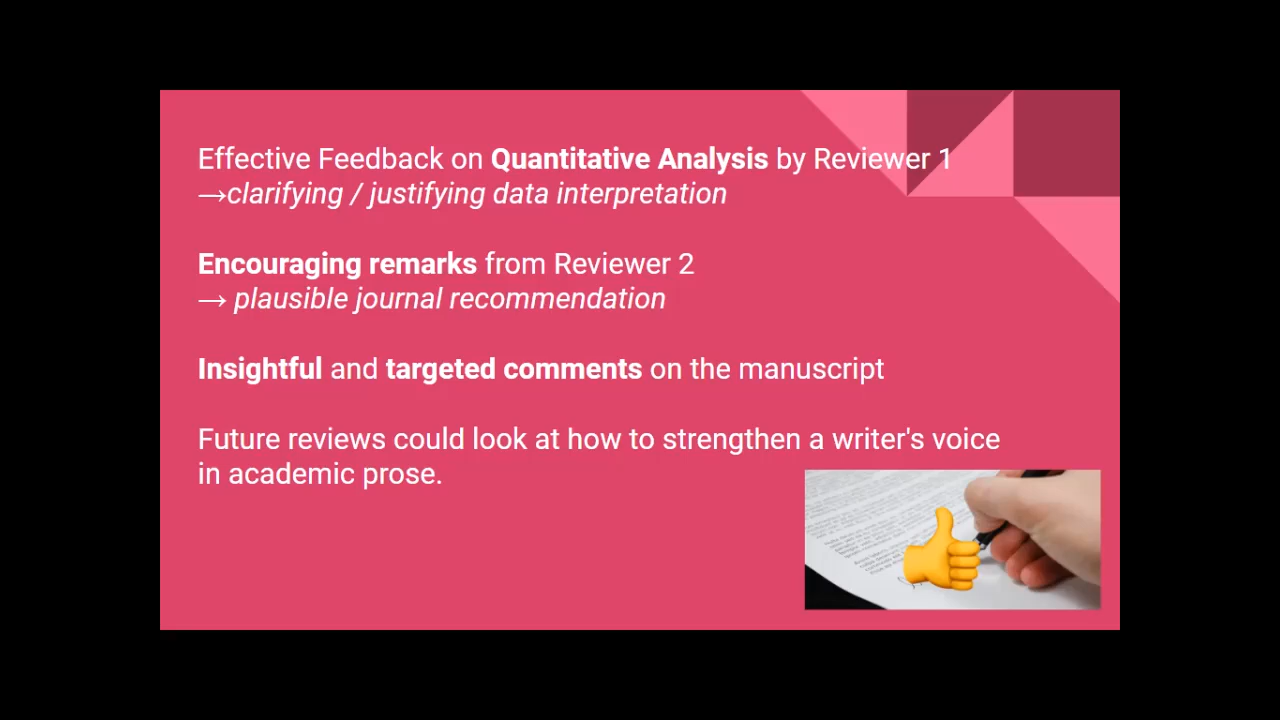 Effective Feedback on Quantitative Analysis by Reviewer 1
→clarifying / justifying data interpretation
Encouraging remarks from Reviewer 2
→ plausible journal recommendation
Insightful and targeted comments on the manuscript
Future reviews could look at how to strengthen a writer's voice
in academic prose.